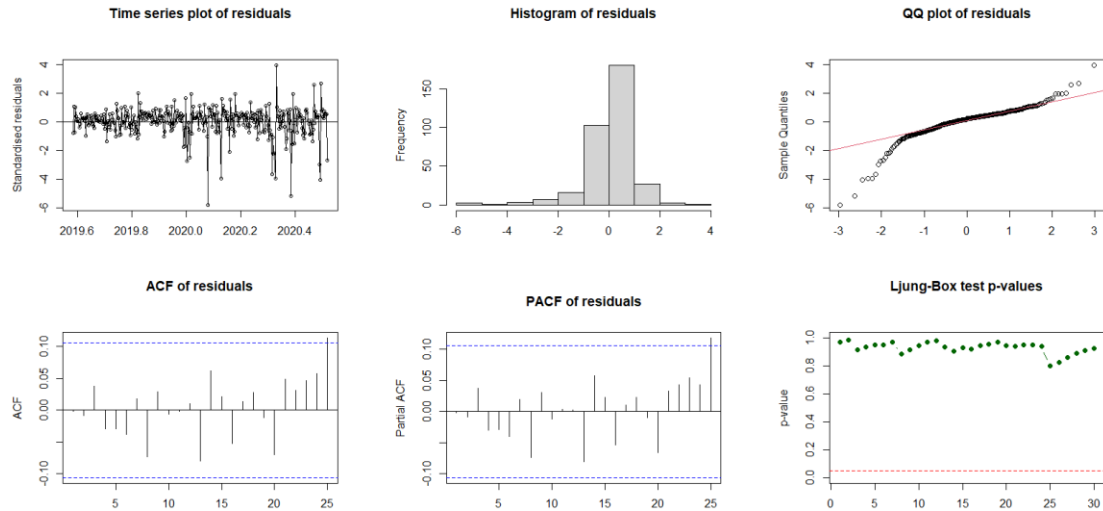 Time series plot of residuals
Standardised residuals
4
2
0
-2
-4
-6
2019.6 2019.8 2020.0 2020.2 2020.4
Histogram of residuals
Frequency
150
100
50
0
-6 -4 -2 0 2 4
QQ plot of residuals
Sample Quantities
4
2
0
-2
-4
-6
-3 -2 -1 0 1 2 3
ACF of residuals
ACF
0.10
0.05
0.00
-0.10
5 10 15 20 25
PACF of residuals
Partial ACF
0.10
0.05
0.00
-0.10
5 10 15 20 25
Ljung-Box test p-values
p-value
1.0
0.8
0.6
0.4
0.2
0.0
0 5 10 15 20 25 30